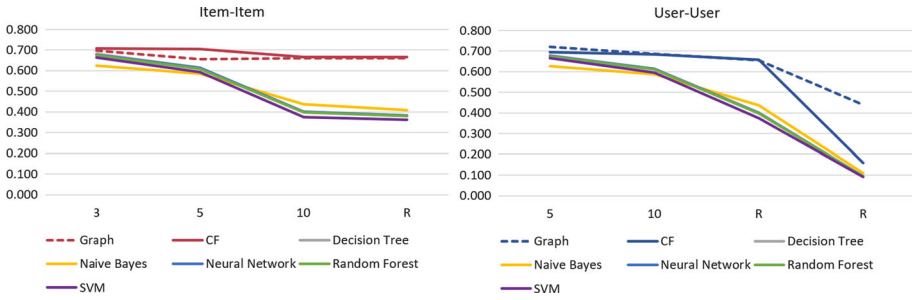 Item-Item
0.800
0.700
0.600
0.500
0.400
0.300
0.200
0.100
0.000
3 5 10 R
Graph CF Decision Tree
Naive Bayes Neural Network Random Forest
SVM
User-User
0.800
0.700
0.600
0.500
0.400
0.300
0.200
0.100
0.000
5 10 R R
Graph CF Decision Tree
Naive Bayes Neural Network Random Forest
SVM